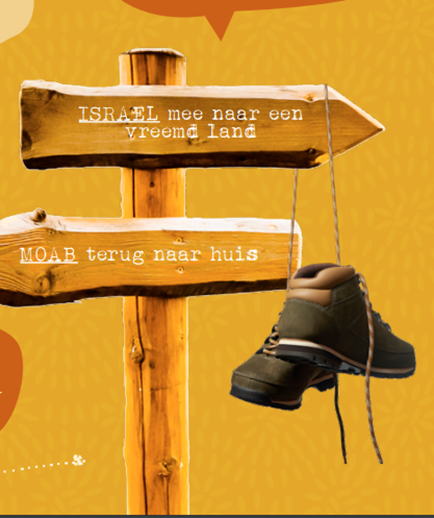 ISRAEL mee naar een
vreemd land
MOAB terug naar huis